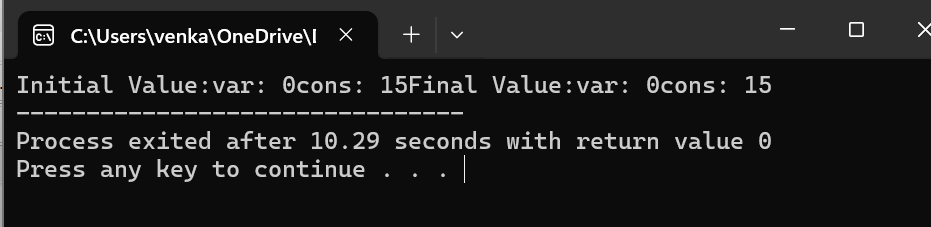 C:\Users\venka\OneDrive\
Initial Value:var: 0cons: 15Final Value:var: 0cons: 15
--------------------------------
Process exited after 10.29 seconds with return value 0
Press any key to continue . . .